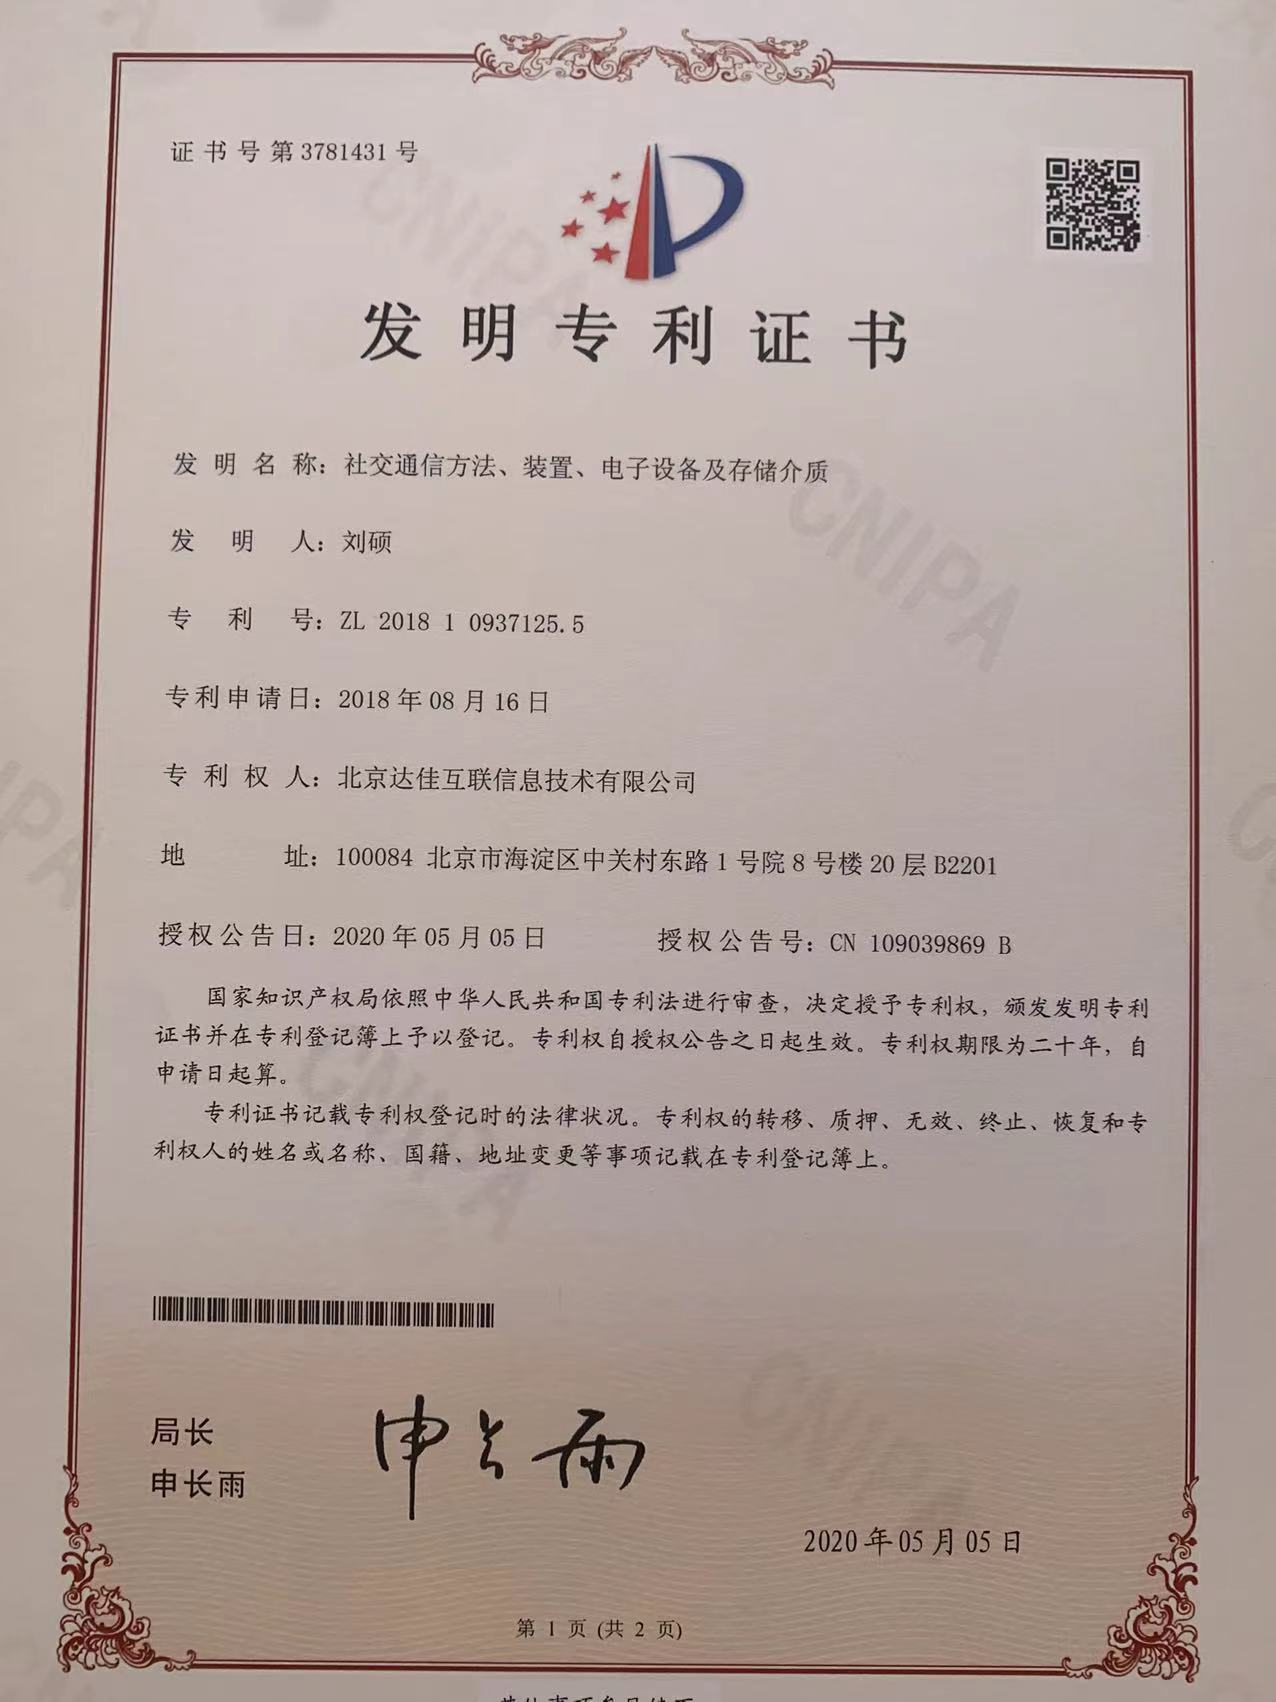 证书号第3781431号
发明专利证书
发明名称：社交通信方法、装置、电子设备及存储介质
发明人：刘硕
专利号：ZL 2018 1 0937125.5
专利申请日：2018年08月16日
专利权人：北京达佳互联信息技术有限公司
地址：100084 北京市海淀区中关村东路1号院8号楼20层B2201
授权公告日：2020年05月05日 授权公告号：CN 109039869 B
国家知识产权局依照中华人民共和国专利法进行审查，决定授予专利权，颁发发明专利
证书并在专利登记簿上予以登记。专利权自授权公告之日起生效。专利权期限为二十年，自
申请日起算。
专利证书记载专利权登记时的法律状况。专利权的转移、质押、无效、终止、恢复和专
利权人的姓名或名称、国籍、地址变更等事项记载在专利登记簿上。
局长
申长雨
申长雨
2020年05月05日
第 1 页 (共 2 页)
CNIPA
CNIPA
CNIPA
CNIPA